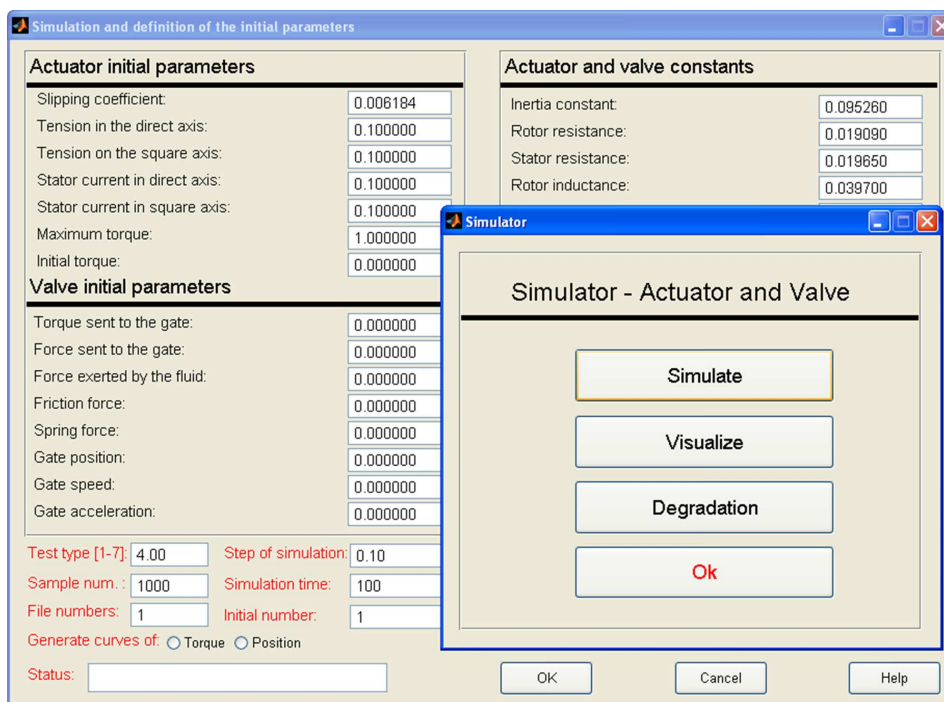 Simulation and definition of the initial parameters
Actuator initial parameters
Slipping coefficient: 0.006184
Tension in the direct axis: 0.100000
Tension on the square axis: 0.100000
Stator current in direct axis: 0.100000
Stator current in square axis: 0.100000
Maximum torque: 1.000000
Initial torque: 0.000000
Valve initial parameters
Torque sent to the gate: 0.000000
Force sent to the gate: 0.000000
Force exerted by the fluid: 0.000000
Friction force: 0.000000
Spring force: 0.000000
Gate position: 0.000000
Gate speed: 0.000000
Gate acceleration: 0.000000
Test type [1-7]: 4.00 Step of simulation: 0.10
Sample num. : 1000 Simulation time: 100
File numbers: 1 Initial number: 1
Generate curves of: Torque Position
Status:
Actuator and valve constants
Inertia constant: 0.095260
Rotor resistance: 0.019090
Stator resistance: 0.019650
Rotor inductance: 0.039700
Simulator
Simulator - Actuator and Valve
Simulate
Visualize
Degradation
Ok
OK Cancel Help